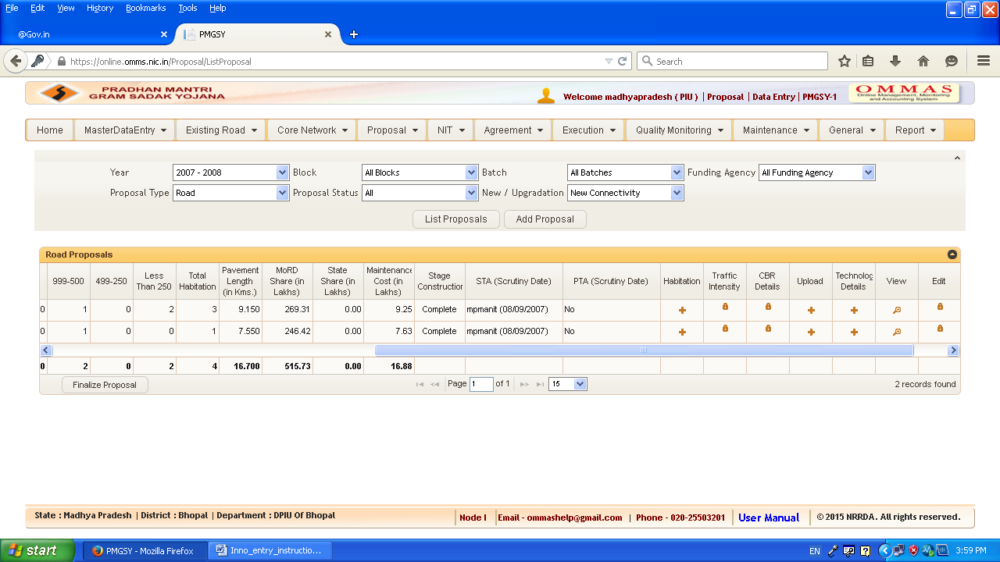 File Edit View History Bookmarks Tools Help
@Gov.in
PMGSY
https://online.omms.nic.in/Proposal/ListProposal
Search
PRADHAN MANTRI
GRAM SADAK YOJANA
Welcome madhyapradesh ( PIU ) | Proposal | Data Entry | PMGSY-1
OMMAS
Online Management, Monitoring
and Accounting System
Home MasterDataEntry Existing Road Core Network Proposal NIT Agreement Execution Quality Monitoring Maintenance General Report
Year 2007 - 2008 Block All Blocks Batch All Batches Funding Agency All Funding Agency
Proposal Type Road Proposal Status All New / Upgradation New Connectivity
List Proposals Add Proposal
Road Proposals
999-500 499-250 Less Than 250 Total Habitation Pavement Length (in Kms.) MoRD Share (in Lakhs) State Share (in Lakhs) Maintenance Cost (in Lakhs) Stage Construction STA (Scrutiny Date) PTA (Scrutiny Date) Habitation Traffic Intensity CBR Details Upload Technolog Details View Edit
0 1 0 2 3 9.150 269.31 0.00 9.25 Complete mpmanit (08/09/2007) No
0 1 0 0 1 7.550 246.42 0.00 7.63 Complete mpmanit (08/09/2007) No
0 2 0 2 4 16.700 515.73 0.00 16.88
Finalize Proposal Page 1 of 1 15 2 records found
State : Madhya Pradesh | District : Bhopal | Department : DPIU Of Bhopal Node I Email - ommashelp@gmail.com | Phone - 020-25503201 User Manual © 2015 NRRDA. All rights reserved.
start PMGSY - Mozilla Firefox Inno_entry_instructio... EN 3:59 PM